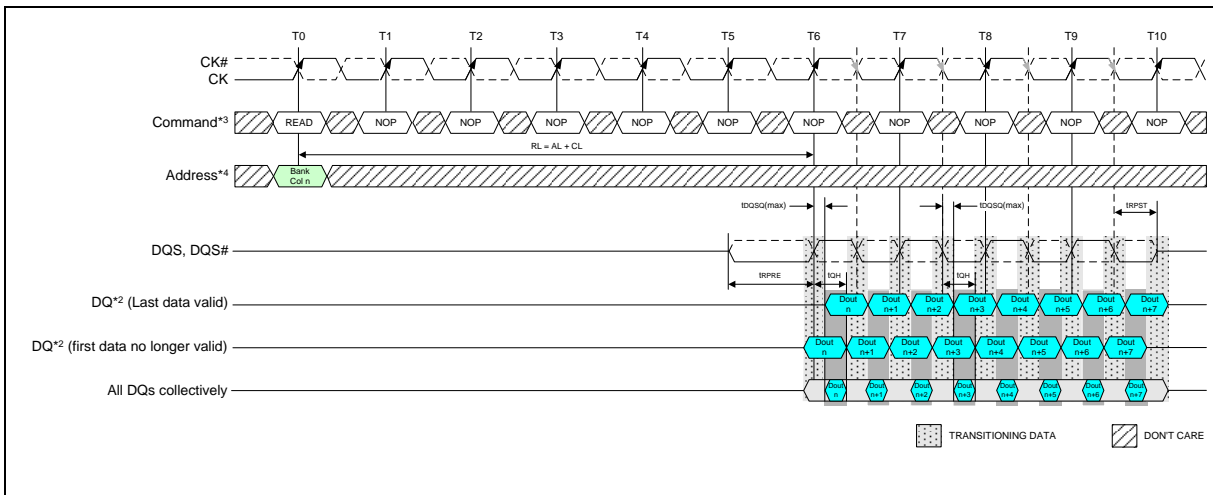 T0 T1 T2 T3 T4 T5 T6 T7 T8 T9 T10
CK#
CK
Command*3 READ NOP NOP NOP NOP NOP NOP NOP NOP NOP NOP
RL = AL + CL
Address*4 Bank Col n
tDQSQ(max) tDQSQ(max) tRPST
DQS, DQS#
tRPRE tQH tQH
DQ*2 (Last data valid) Dout n Dout n+1 Dout n+2 Dout n+3 Dout n+4 Dout n+5 Dout n+6 Dout n+7
DQ*2 (first data no longer valid) Dout n Dout n+1 Dout n+2 Dout n+3 Dout n+4 Dout n+5 Dout n+6 Dout n+7
All DQs collectively Dout n Dout n+1 Dout n+2 Dout n+3 Dout n+4 Dout n+5 Dout n+6 Dout n+7
TRANSITIONING DATA DON'T CARE